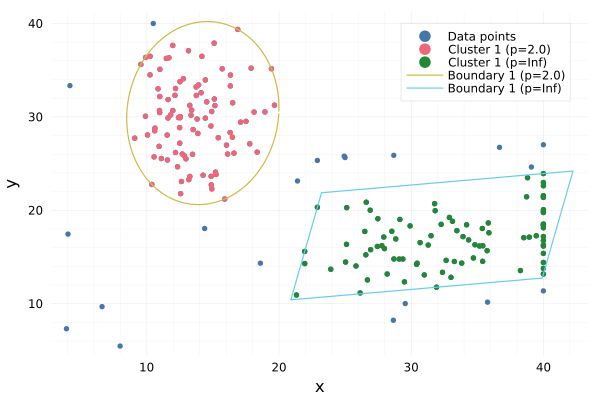 40
30
20
10
y
10
20
30
40
x
Data points
Cluster 1 (p=2.0)
Cluster 1 (p=Inf)
Boundary 1 (p=2.0)
Boundary 1 (p=Inf)